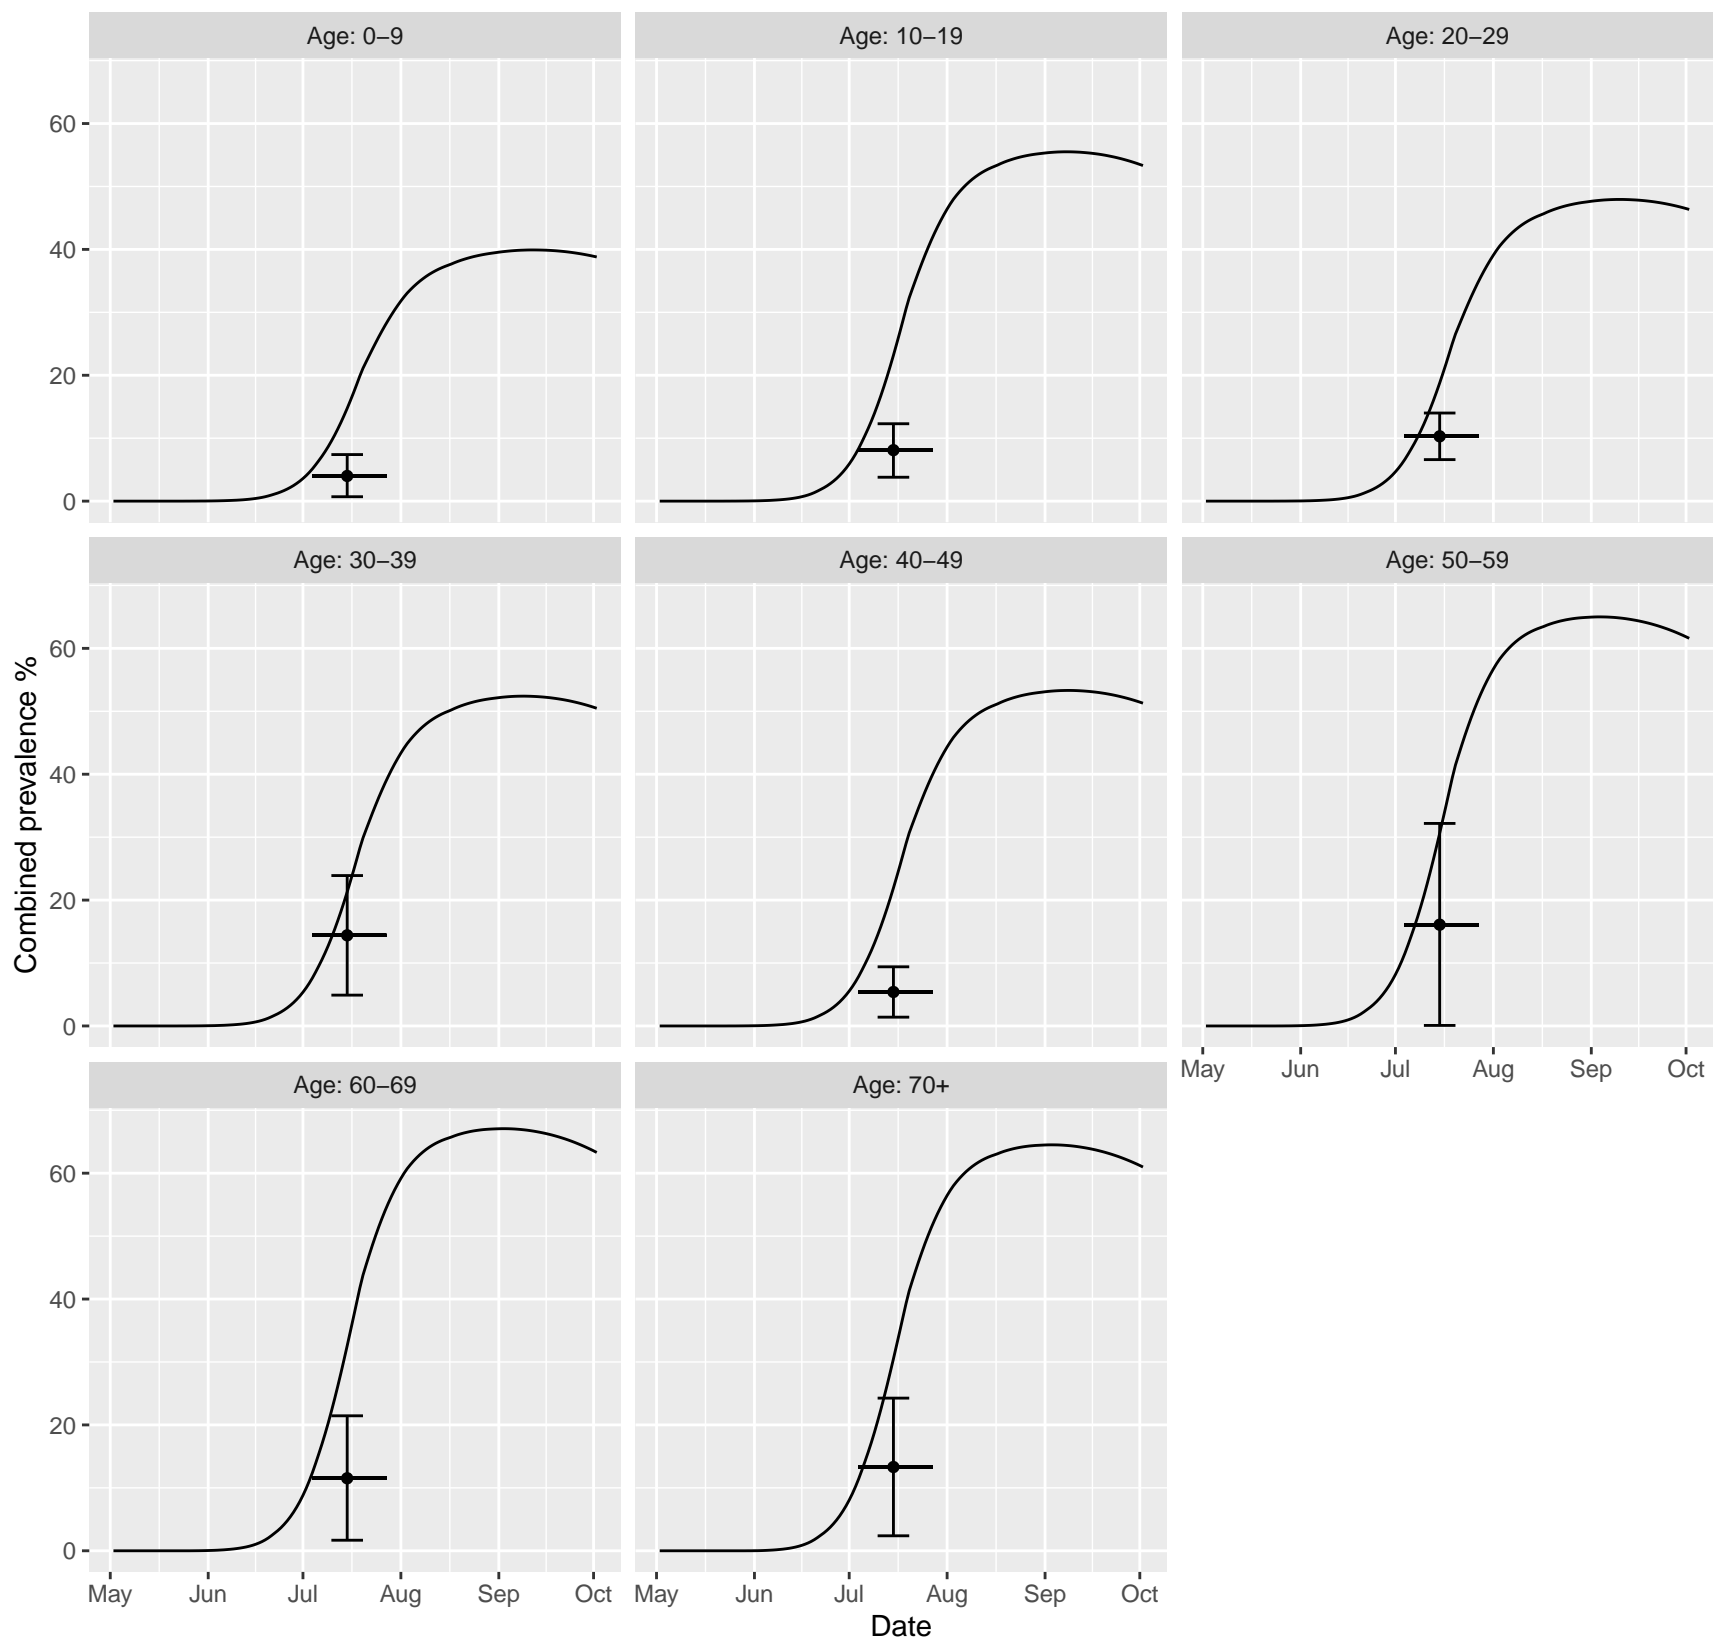 Age: 0–9
Age: 10–19
Age: 20–29
60
40
20
0
Age: 30–39
Age: 40–49
Age: 50–59
60
40
20
0
May Jun Jul Aug Sep Oct
Age: 60–69
Age: 70+
60
40
20
0
May Jun Jul Aug Sep Oct
May Jun Jul Aug Sep Oct
Date
Combined prevalence %